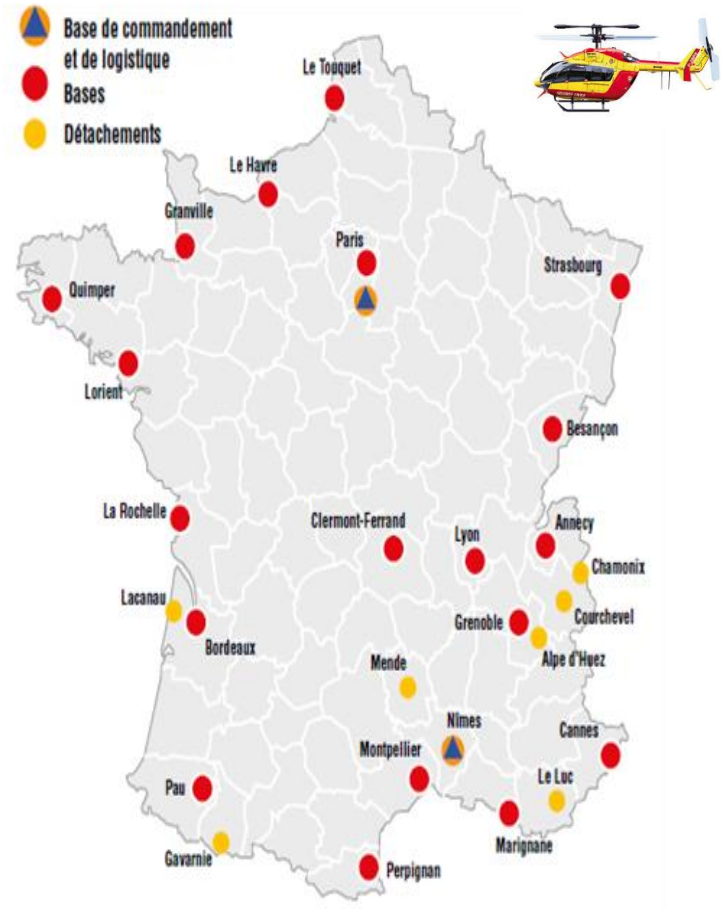 Base de commandement
et de logistique
Bases
Détachements
Le Touquet
Le Havre
Granville
Paris
Strasbourg
Quimper
Lorient
Besançon
La Rochelle
Clermont-Ferrand
Lyon
Annecy
Chamonix
Lacanau
Courchevel
Grenoble
Bordeaux
Alpe d'Huez
Mende
Nîmes
Cannes
Montpellier
Le Luc
Pau
Marignane
Gavarnie
Perpignan